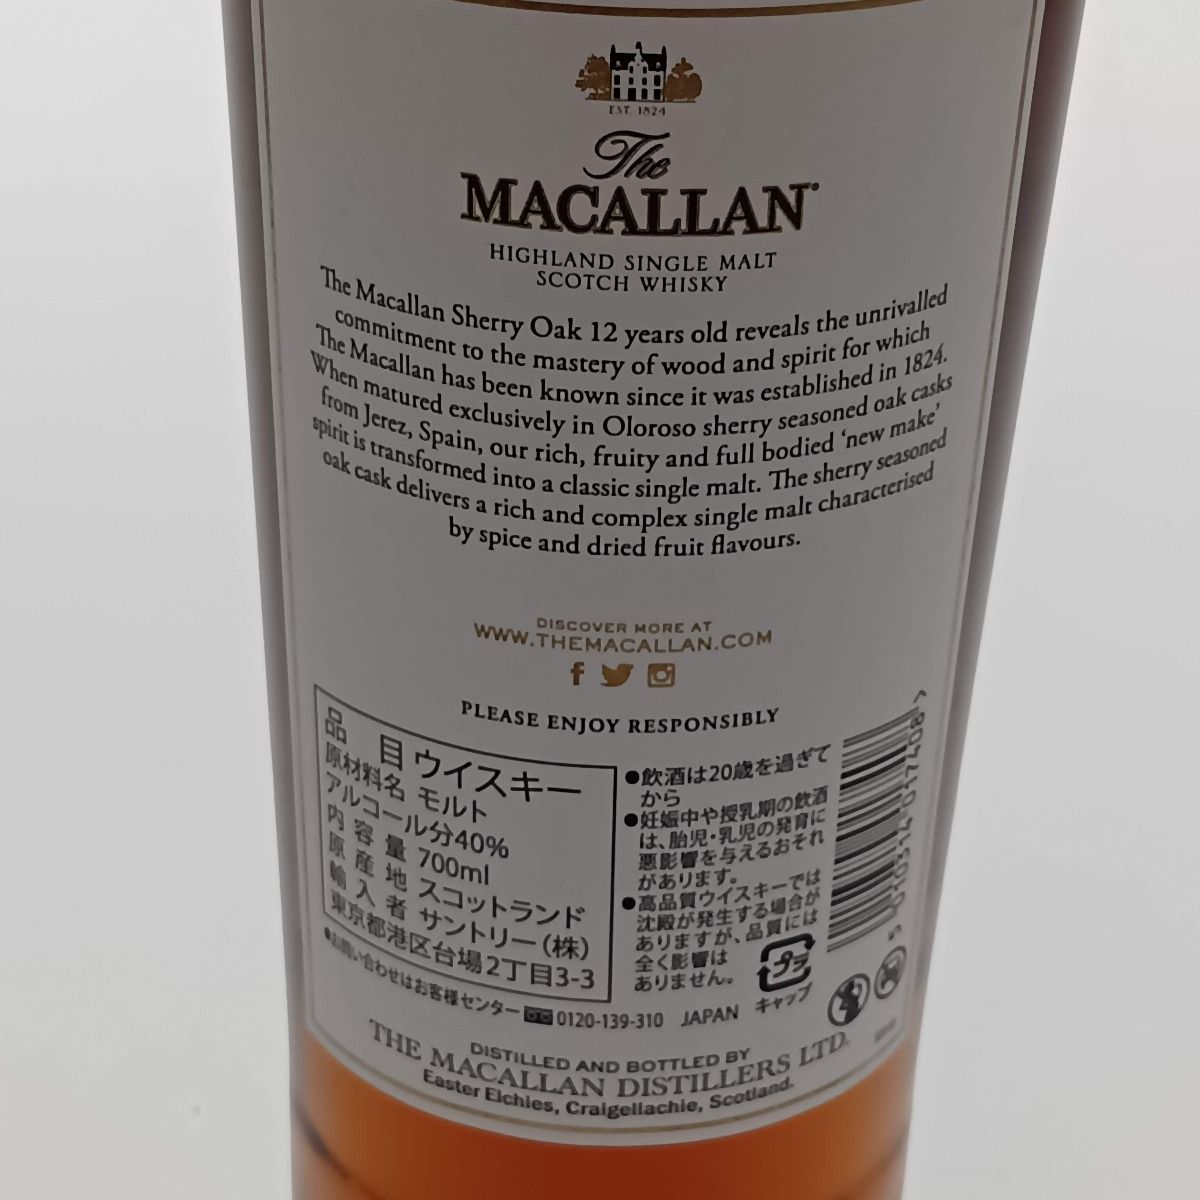 EST. 1824
The
MACALLAN
HIGHLAND SINGLE MALT
SCOTCH WHISKY
The Macallan Sherry Oak 12 years old reveals the unrivalled
commitment to the mastery of wood and spirit for which
The Macallan has been known since it was established in 1824.
When matured exclusively in Oloroso sherry seasoned oak casks
from Jerez, Spain, our rich, fruity and full bodied ‘new make’
spirit is transformed into a classic single malt. The sherry seasoned
oak cask delivers a rich and complex single malt characterised
by spice and dried fruit flavours.
DISCOVER MORE AT
WWW.THEMACALLAN.COM
PLEASE ENJOY RESPONSIBLY
品 目 ウイスキー
原材料名 モルト
アルコール分40%
内容量 700ml
原産地 スコットランド
輸入者 サントリー(株)
東京都港区台場2丁目3-3
●飲酒は20歳を過ぎて
から
●妊娠中や授乳期の飲酒
は、胎児・乳児の発育に
悪影響を与えるおそれ
があります。
●高品質ウイスキーでは
沈殿が発生する場合が
ありますが、品質には
全く影響は
ありません。
プラ
キャップ
5 010314 017408 >
●お問い合わせはお客様センター 0120-139-310 JAPAN
DISTILLED AND BOTTLED BY
THE MACALLAN DISTILLERS LTD.
Easter Elchies, Craigellachie, Scotland.